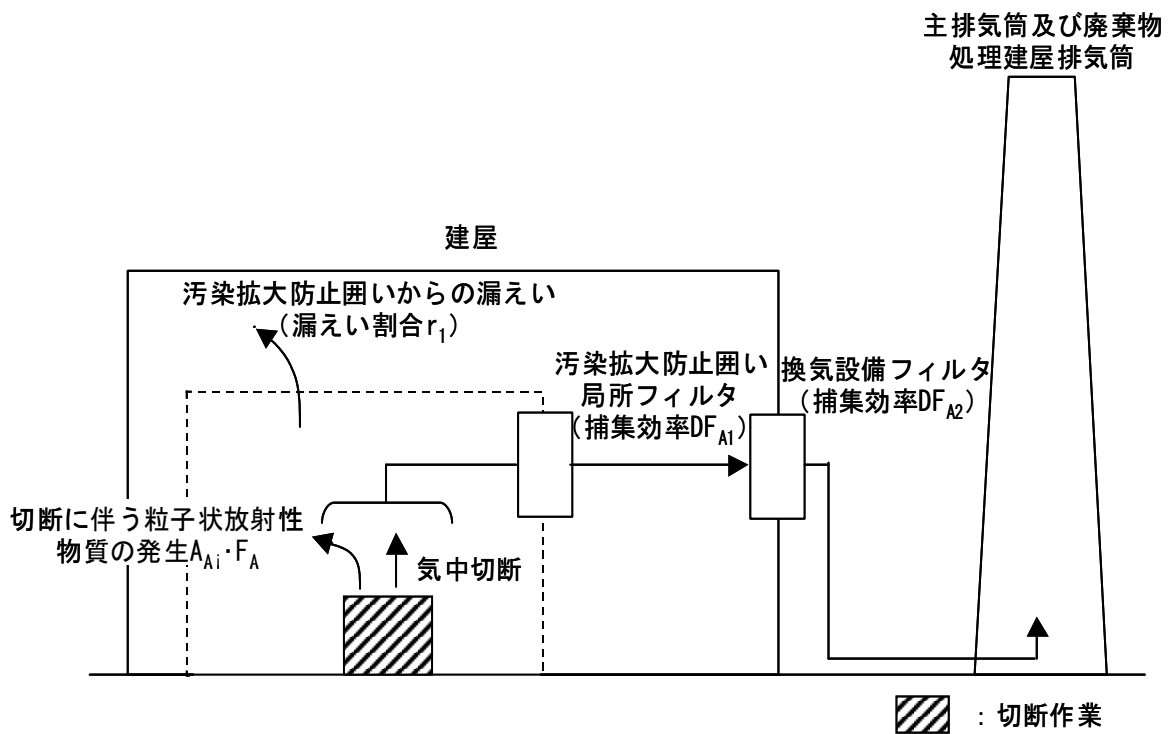 主排気筒及び廃棄物
処理建屋排気筒
建屋
汚染拡大防止囲いからの漏えい
（漏えい割合r₁）
汚染拡大防止囲い
局所フィルタ
（捕集効率DF_A1）
換気設備フィルタ
（捕集効率DF_A2）
切断に伴う粒子状放射性
物質の発生A_Ai・F_A
気中切断
：切断作業